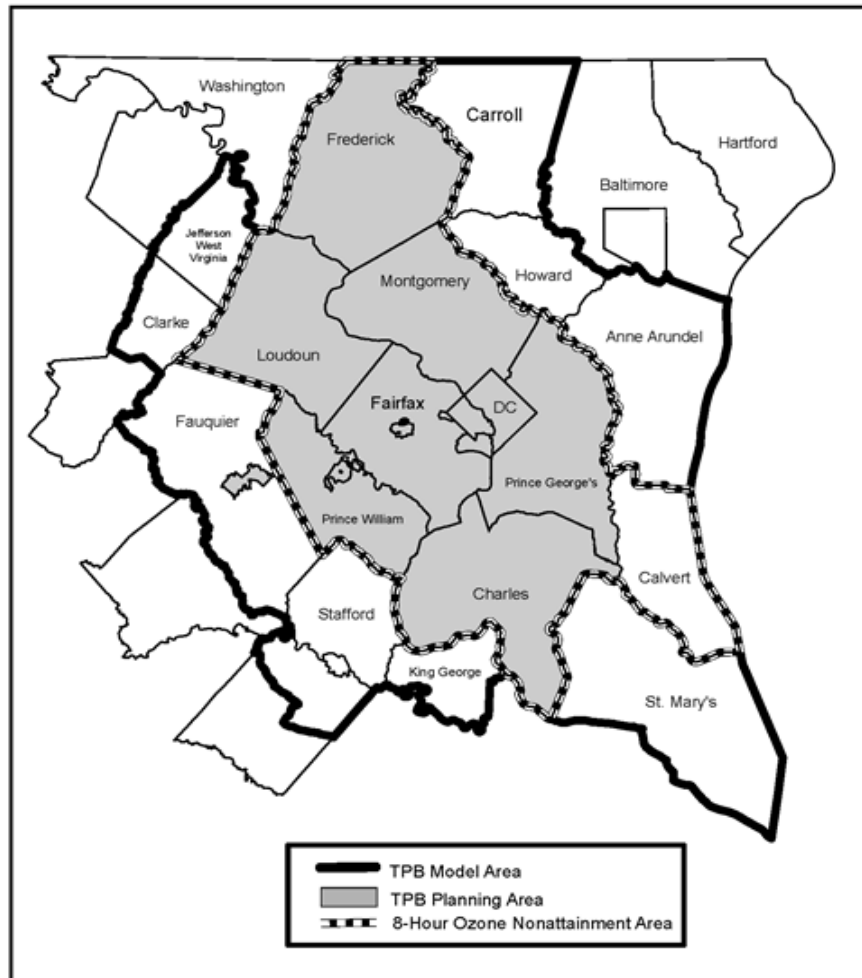 Washington
Carroll
Hartford
Frederick
Baltimore
Jefferson
West
Virginia
Howard
Montgomery
Clarke
Anne Arundel
Loudoun
Fairfax
DC
Fauquier
Prince George's
Prince William
Calvert
Charles
Stafford
King George
St. Mary's
TPB Model Area
TPB Planning Area
8-Hour Ozone Nonattainment Area